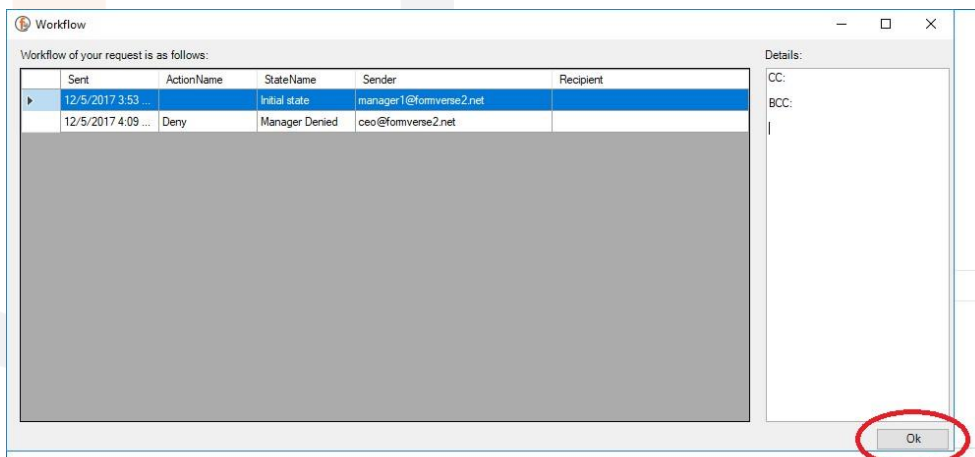 Workflow
Workflow of your request is as follows:
Details:
Sent ActionName StateName Sender Recipient
12/5/2017 3:53 ... Initial state manager1@formverse2.net
12/5/2017 4:09 ... Deny Manager Denied ceo@formverse2.net
CC:
BCC:
Ok